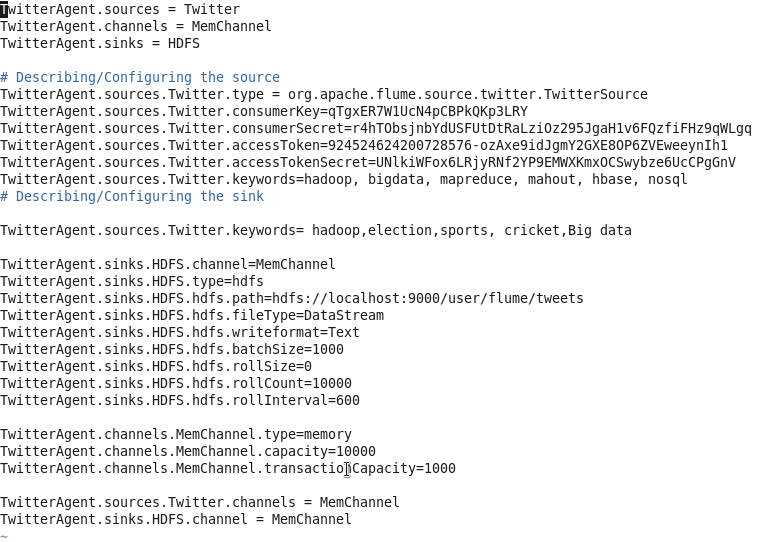 TwitterAgent.sources = Twitter
TwitterAgent.channels = MemChannel
TwitterAgent.sinks = HDFS
# Describing/Configuring the source
TwitterAgent.sources.Twitter.type = org.apache.flume.source.twitter.TwitterSource
TwitterAgent.sources.Twitter.consumerKey=qTgxER7W1UcN4pCBPkQKp3LRY
TwitterAgent.sources.Twitter.consumerSecret=r4hTObsjnbYdUSFUtDtRaLziOz295JgaH1v6FQzfiFHz9qWLgq
TwitterAgent.sources.Twitter.accessToken=924524624200728576-ozAxe9idJgmY2GXE8OP6ZVEweeynIh1
TwitterAgent.sources.Twitter.accessTokenSecret=UNlkiWFox6LRjyRNf2YP9EMWXKmxOCSwybze6UcCPgGnV
TwitterAgent.sources.Twitter.keywords=hadoop, bigdata, mapreduce, mahout, hbase, nosql
# Describing/Configuring the sink
TwitterAgent.sources.Twitter.keywords= hadoop,election,sports, cricket,Big data
TwitterAgent.sinks.HDFS.channel=MemChannel
TwitterAgent.sinks.HDFS.type=hdfs
TwitterAgent.sinks.HDFS.hdfs.path=hdfs://localhost:9000/user/flume/tweets
TwitterAgent.sinks.HDFS.hdfs.fileType=DataStream
TwitterAgent.sinks.HDFS.hdfs.writeformat=Text
TwitterAgent.sinks.HDFS.hdfs.batchSize=1000
TwitterAgent.sinks.HDFS.hdfs.rollSize=0
TwitterAgent.sinks.HDFS.hdfs.rollCount=10000
TwitterAgent.sinks.HDFS.hdfs.rollInterval=600
TwitterAgent.channels.MemChannel.type=memory
TwitterAgent.channels.MemChannel.capacity=10000
TwitterAgent.channels.MemChannel.transactionCapacity=1000
TwitterAgent.sources.Twitter.channels = MemChannel
TwitterAgent.sinks.HDFS.channel = MemChannel
~